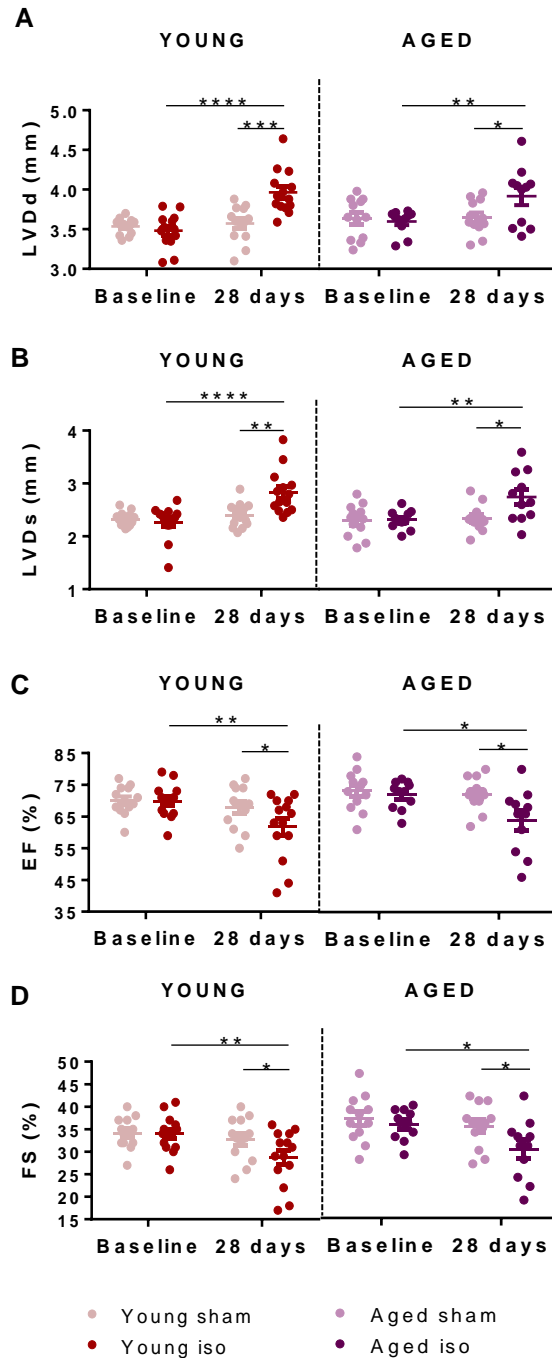 A
YOUNG AGED
**** **
*** *
LVDd (mm)
5.0
4.5
4.0
3.5
3.0
Baseline 28 days Baseline 28 days
B
YOUNG AGED
**** **
** *
LVDs (mm)
4
3
2
1
Baseline 28 days Baseline 28 days
C
YOUNG AGED
** *
* *
EF (%)
85
75
65
55
45
35
Baseline 28 days Baseline 28 days
D
YOUNG AGED
** *
* *
FS (%)
50
45
40
35
30
25
20
15
Baseline 28 days Baseline 28 days
Young sham Aged sham
Young iso Aged iso